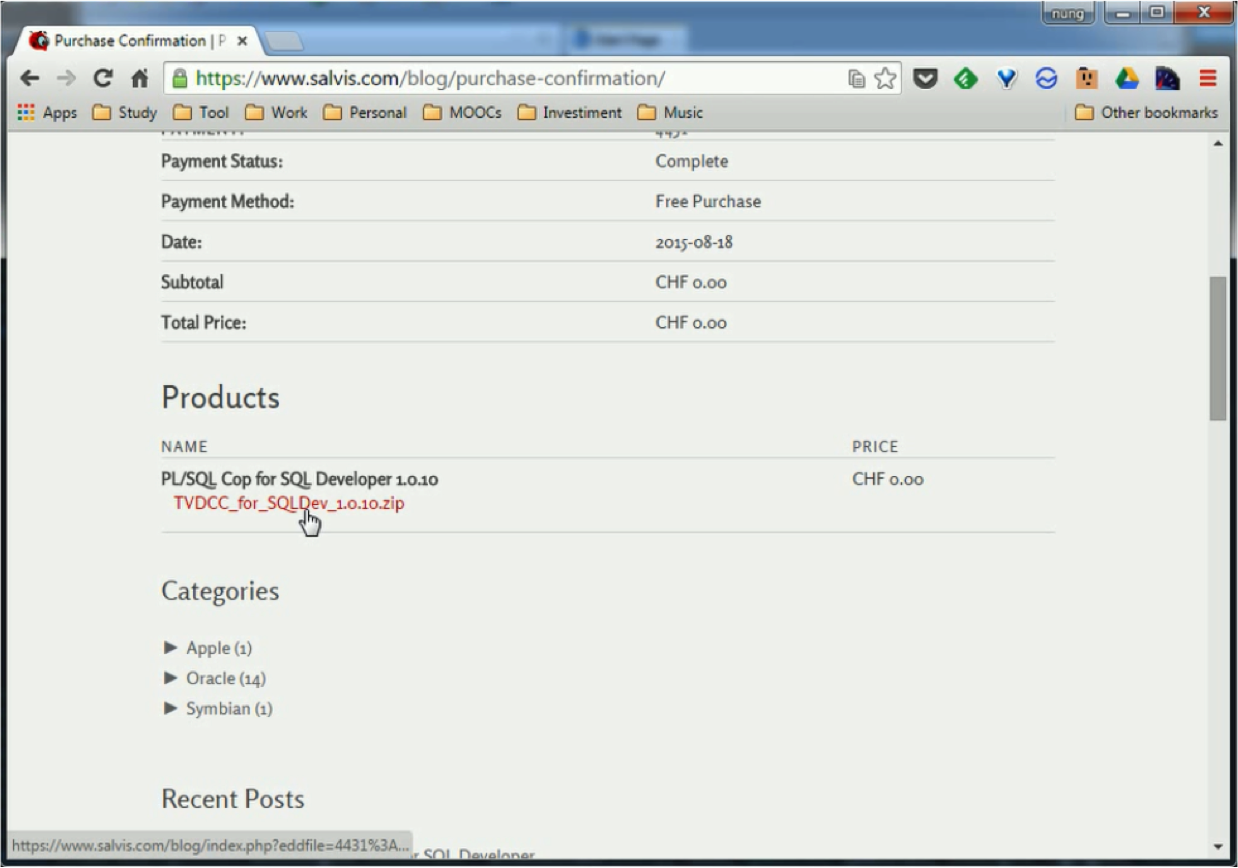 nung
Purchase Confirmation | P
https://www.salvis.com/blog/purchase-confirmation/
Apps Study Tool Work Personal MOOCs Investiment Music Other bookmarks
Payment Status: Complete
Payment Method: Free Purchase
Date: 2015-08-18
Subtotal CHF 0.00
Total Price: CHF 0.00
Products
NAME PRICE
PL/SQL Cop for SQL Developer 1.0.10 CHF 0.00
TVDCC_for_SQLDev_1.0.10.zip
Categories
Apple (1)
Oracle (14)
Symbian (1)
Recent Posts
https://www.salvis.com/blog/index.php?eddfile=4431%3A...
SQL Developer